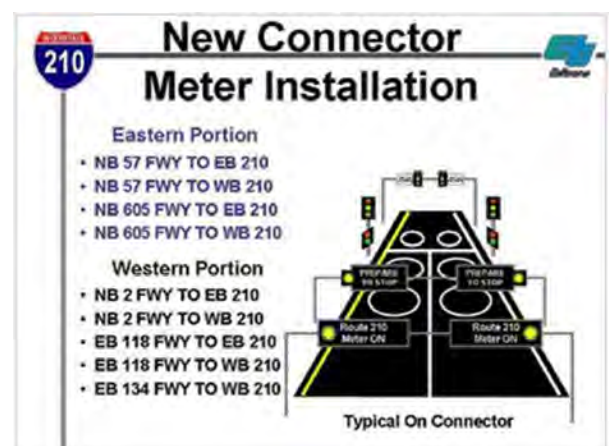 New Connector
INTERSTATE
210
Caltrans
Meter Installation
Eastern Portion
• NB 57 FWY TO EB 210
• NB 57 FWY TO WB 210
• NB 605 FWY TO EB 210
• NB 605 FWY TO WB 210
Western Portion
• NB 2 FWY TO EB 210
• NB 2 FWY TO WB 210
• EB 118 FWY TO EB 210
• EB 118 FWY TO WB 210
• EB 134 FWY TO WB 210
PREPARE
TO STOP
PREPARE
TO STOP
Route 210
Meter ON
Route 210
Meter ON
Typical On Connector